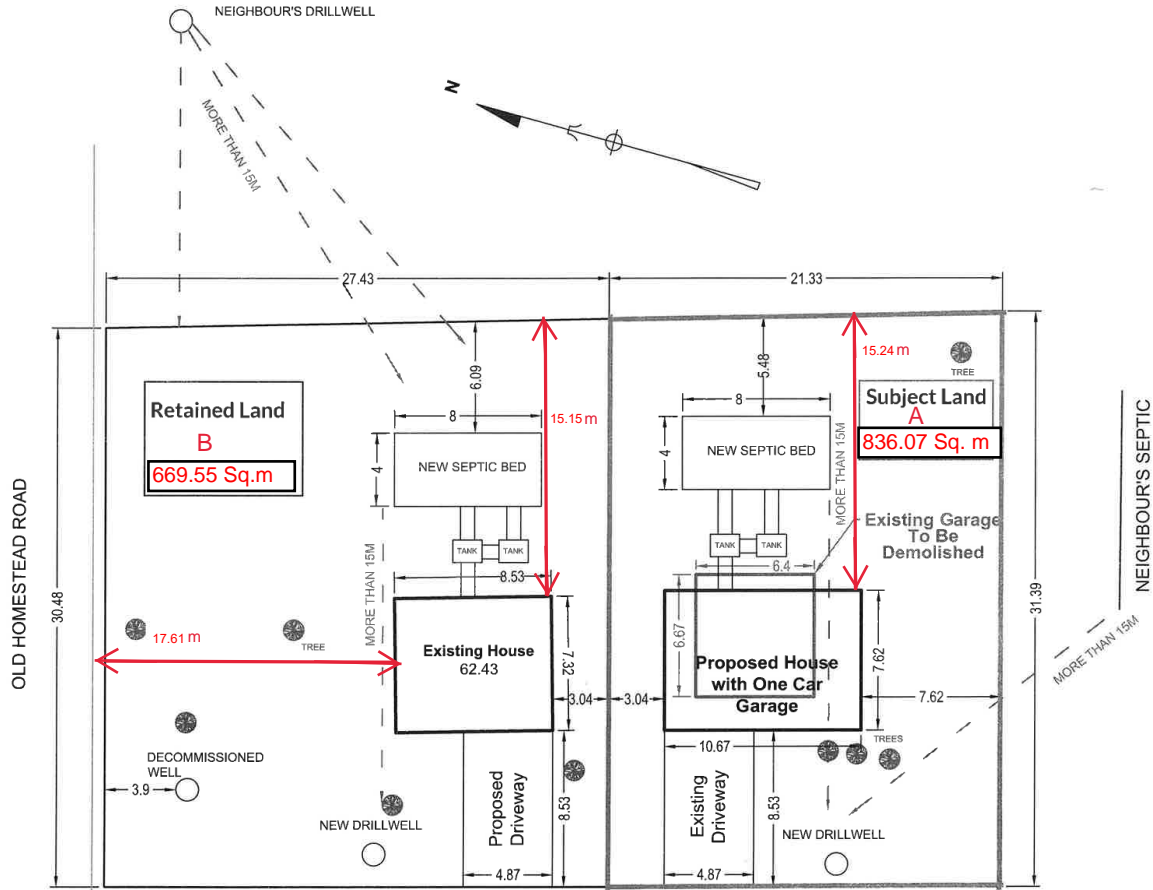 NEIGHBOUR'S DRILLWELL
N
MORE THAN 15M
27.43
21.33
Retained Land
B
669.55 Sq.m
6.09
8
4
NEW SEPTIC BED
TANK
TANK
15.15 m
5.48
8
4
NEW SEPTIC BED
TANK
TANK
15.24 m
TREE
Subject Land
A
836.07 Sq. m
MORE THAN 15M
Existing Garage
To Be
Demolished
6.4
6.67
OLD HOMESTEAD ROAD
30.48
17.61 m
TREE
MORE THAN 15M
8.53
Existing House
62.43
7.32
3.04
3.04
Proposed House
with One Car
Garage
7.62
7.62
10.67
TREES
31.39
NEIGHBOUR'S SEPTIC
MORE THAN 15M
DECOMMISSIONED
WELL
3.9
NEW DRILLWELL
Proposed
Driveway
4.87
8.53
Existing
Driveway
4.87
8.53
NEW DRILLWELL